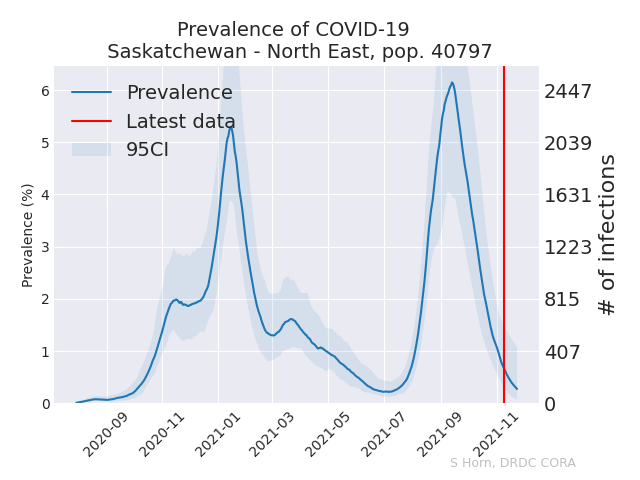 Prevalence of COVID-19
Saskatchewan - North East, pop. 40797
Prevalence
Latest data
95CI
Prevalence (%)
6
5
4
3
2
1
0
2447
2039
1631
1223
815
407
0
# of infections
2020-09
2020-11
2021-01
2021-03
2021-05
2021-07
2021-09
2021-11
S Horn, DRDC CORA